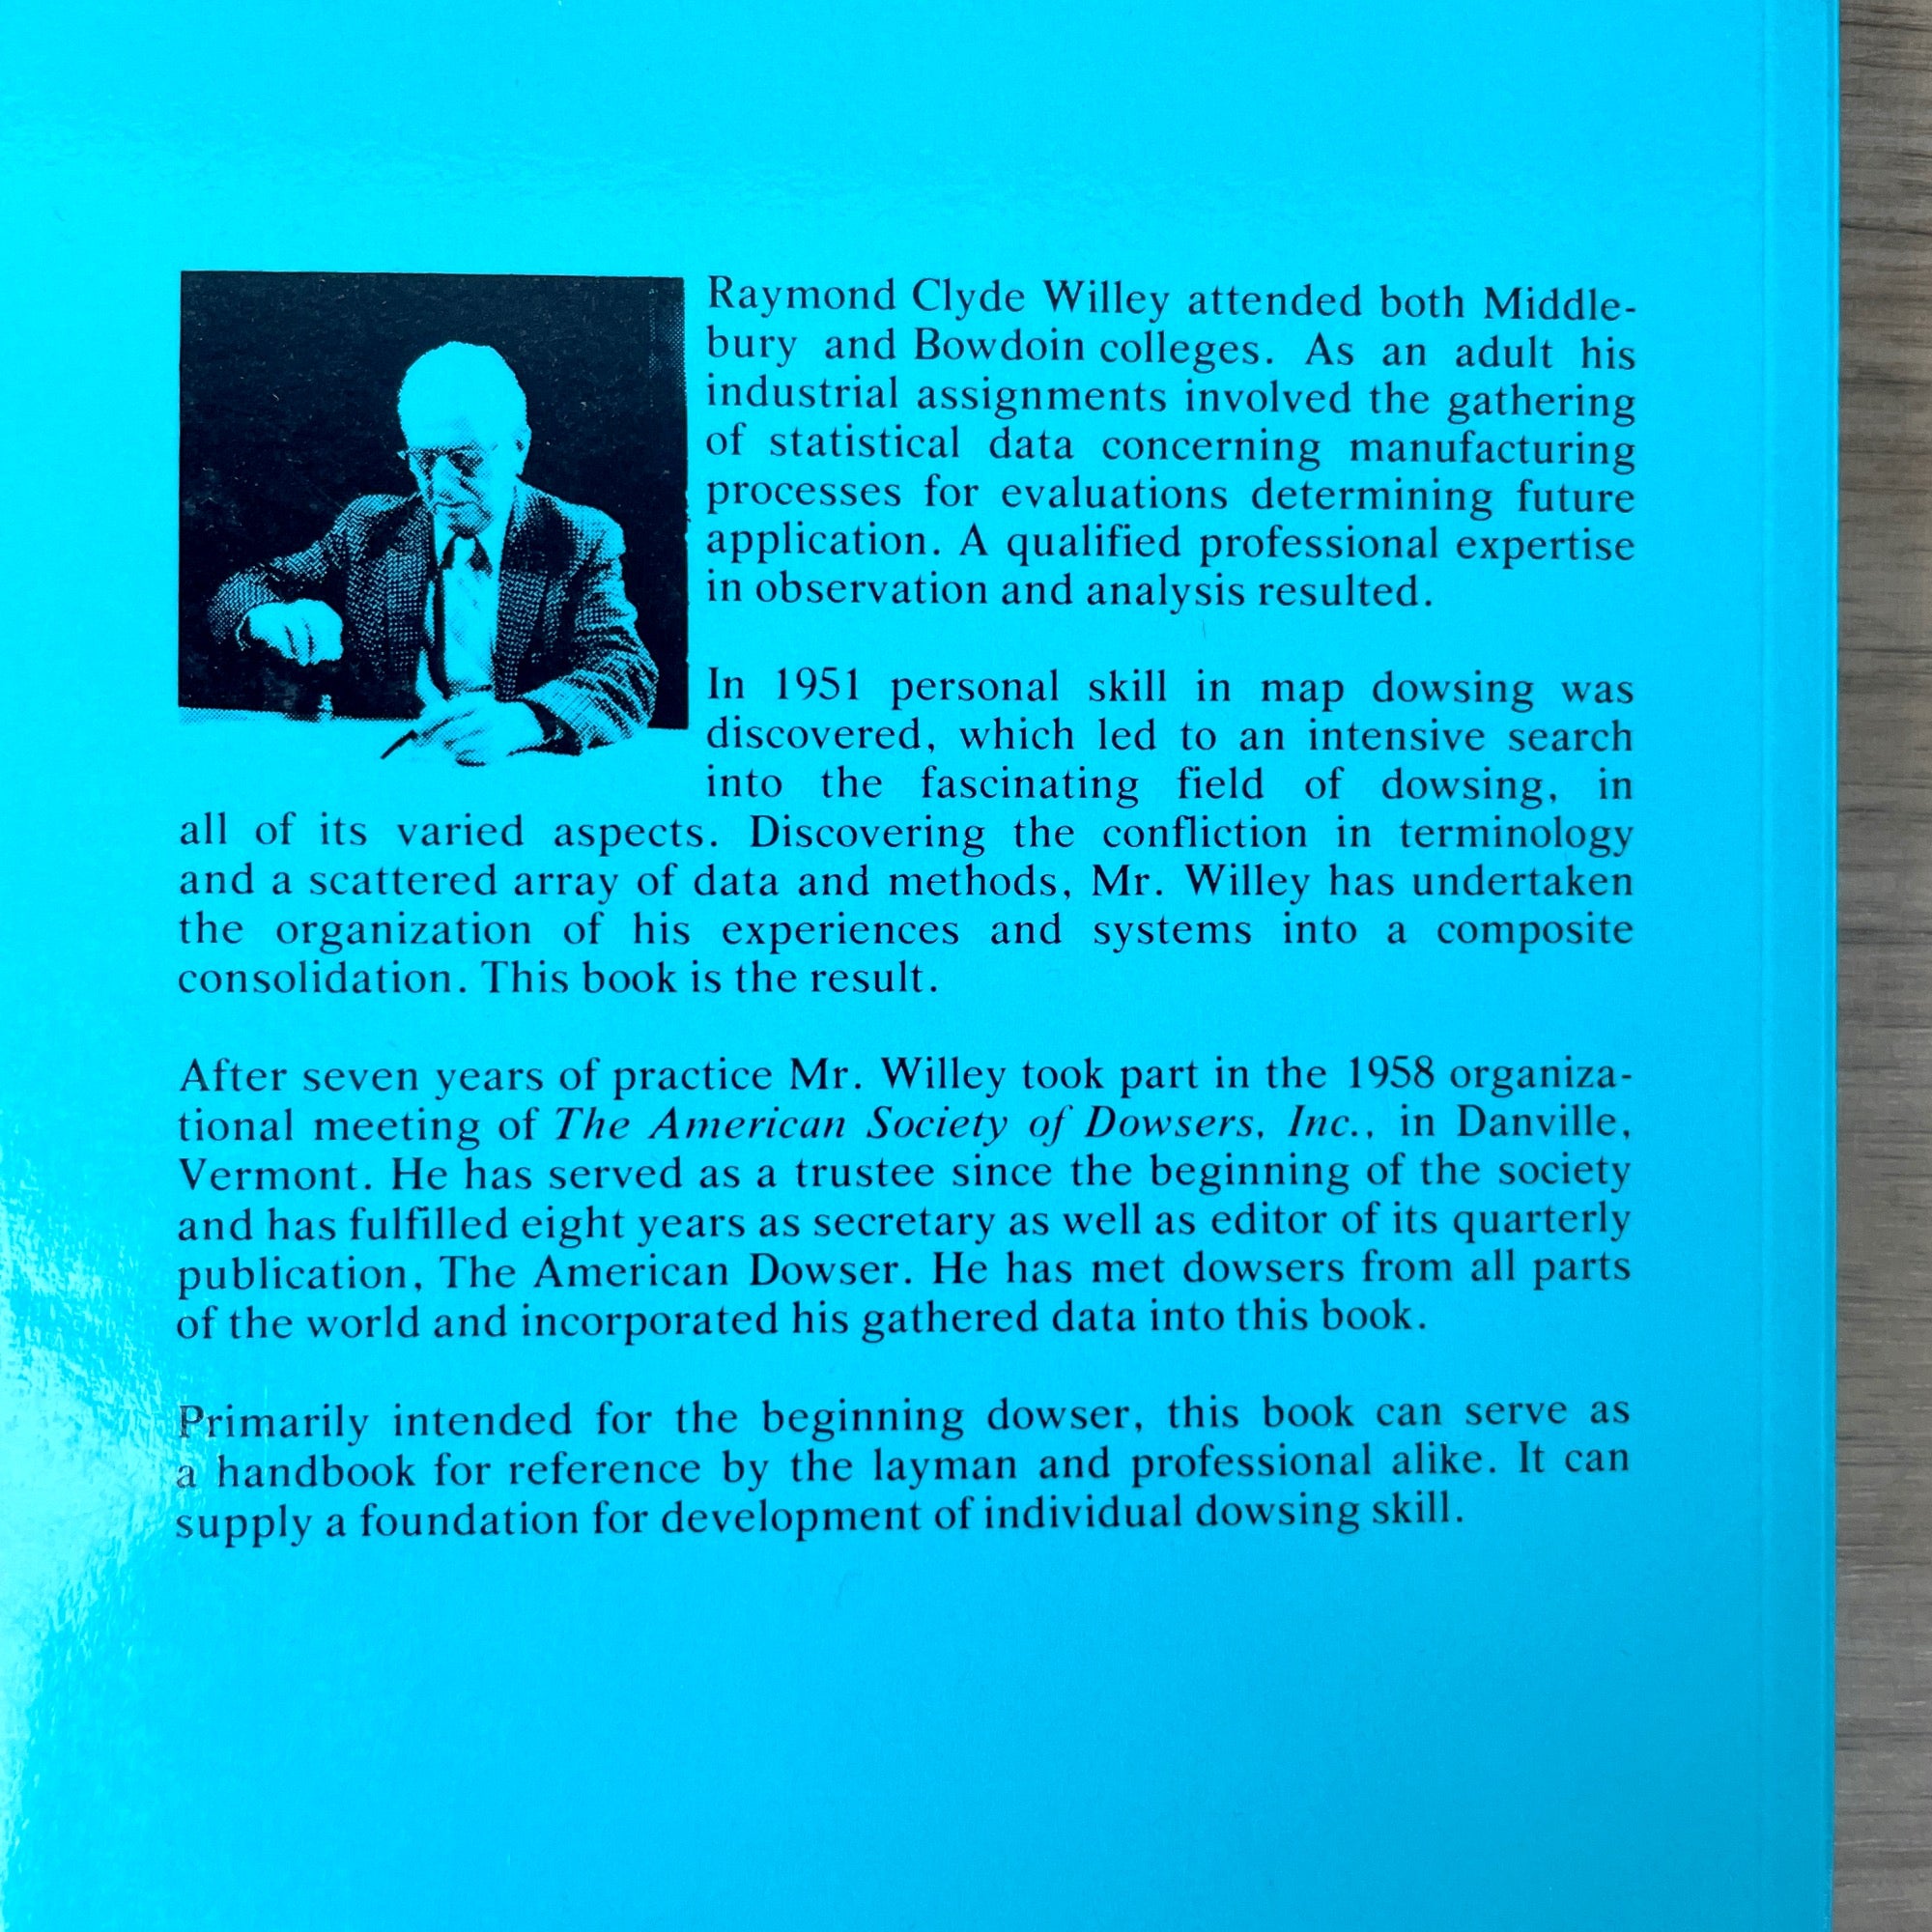 Raymond Clyde Willey attended both Middle-
bury and Bowdoin colleges. As an adult his
industrial assignments involved the gathering
of statistical data concerning manufacturing
processes for evaluations determining future
application. A qualified professional expertise
in observation and analysis resulted.
In 1951 personal skill in map dowsing was
discovered, which led to an intensive search
into the fascinating field of dowsing, in
all of its varied aspects. Discovering the confliction in terminology
and a scattered array of data and methods, Mr. Willey has undertaken
the organization of his experiences and systems into a composite
consolidation. This book is the result.
After seven years of practice Mr. Willey took part in the 1958 organiza-
tional meeting of The American Society of Dowsers, Inc., in Danville,
Vermont. He has served as a trustee since the beginning of the society
and has fulfilled eight years as secretary as well as editor of its quarterly
publication, The American Dowser. He has met dowsers from all parts
of the world and incorporated his gathered data into this book.
Primarily intended for the beginning dowser, this book can serve as
a handbook for reference by the layman and professional alike. It can
supply a foundation for development of individual dowsing skill.